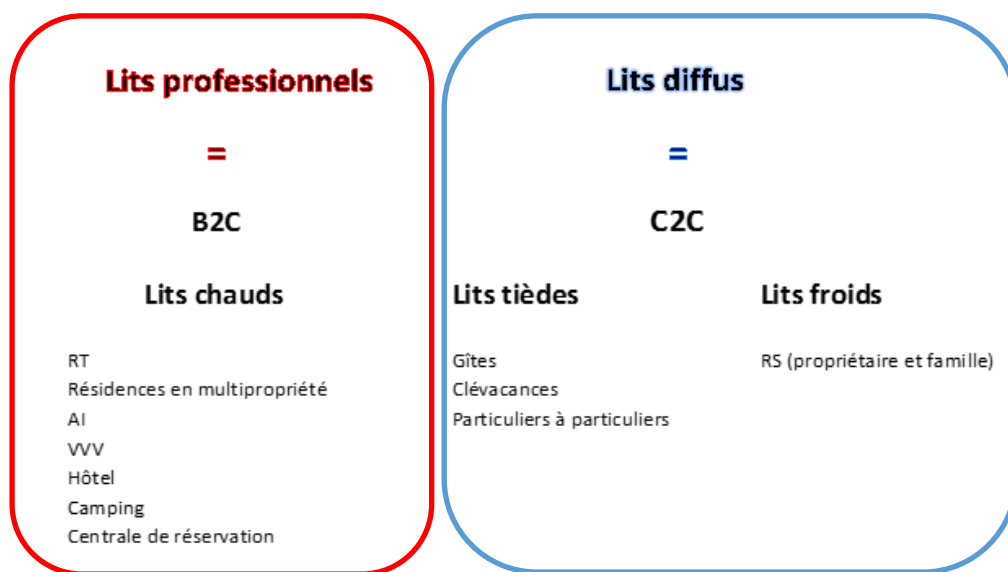 Lits professionnels
=
B2C
Lits chauds
RT
Résidences en multipropriété
AI
VVV
Hôtel
Camping
Centrale de réservation
Lits diffus
=
C2C
Lits tièdes
Gîtes
Clévacances
Particuliers à particuliers
Lits froids
RS (propriétaire et famille)